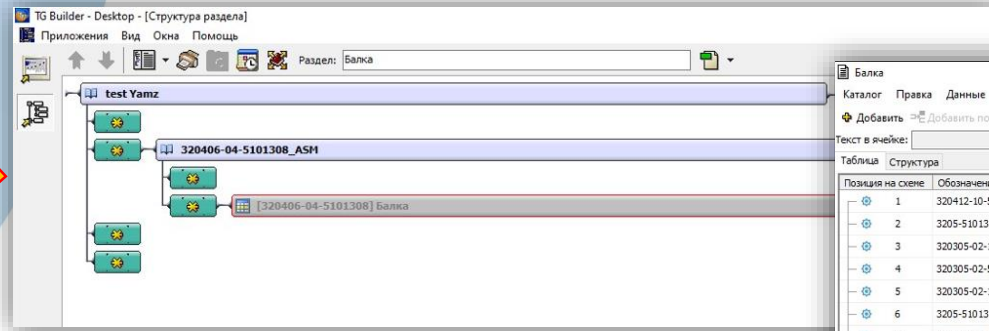 TG Builder - Desktop - [Структура раздела]
Приложения Вид Окна Помощь
Раздел: Балка
test Yamz
320406-04-5101308_ASM
[320406-04-5101308] Балка
Балка
Каталог Правка Данные
Добавить Добавить по
Текст в ячейке:
Таблица Структура
Позиция на схеме Обозначени
1 320412-10-5
2 3205-51013
3 320305-02-
4 320305-02-5
5 320305-02-
6 3205-51013